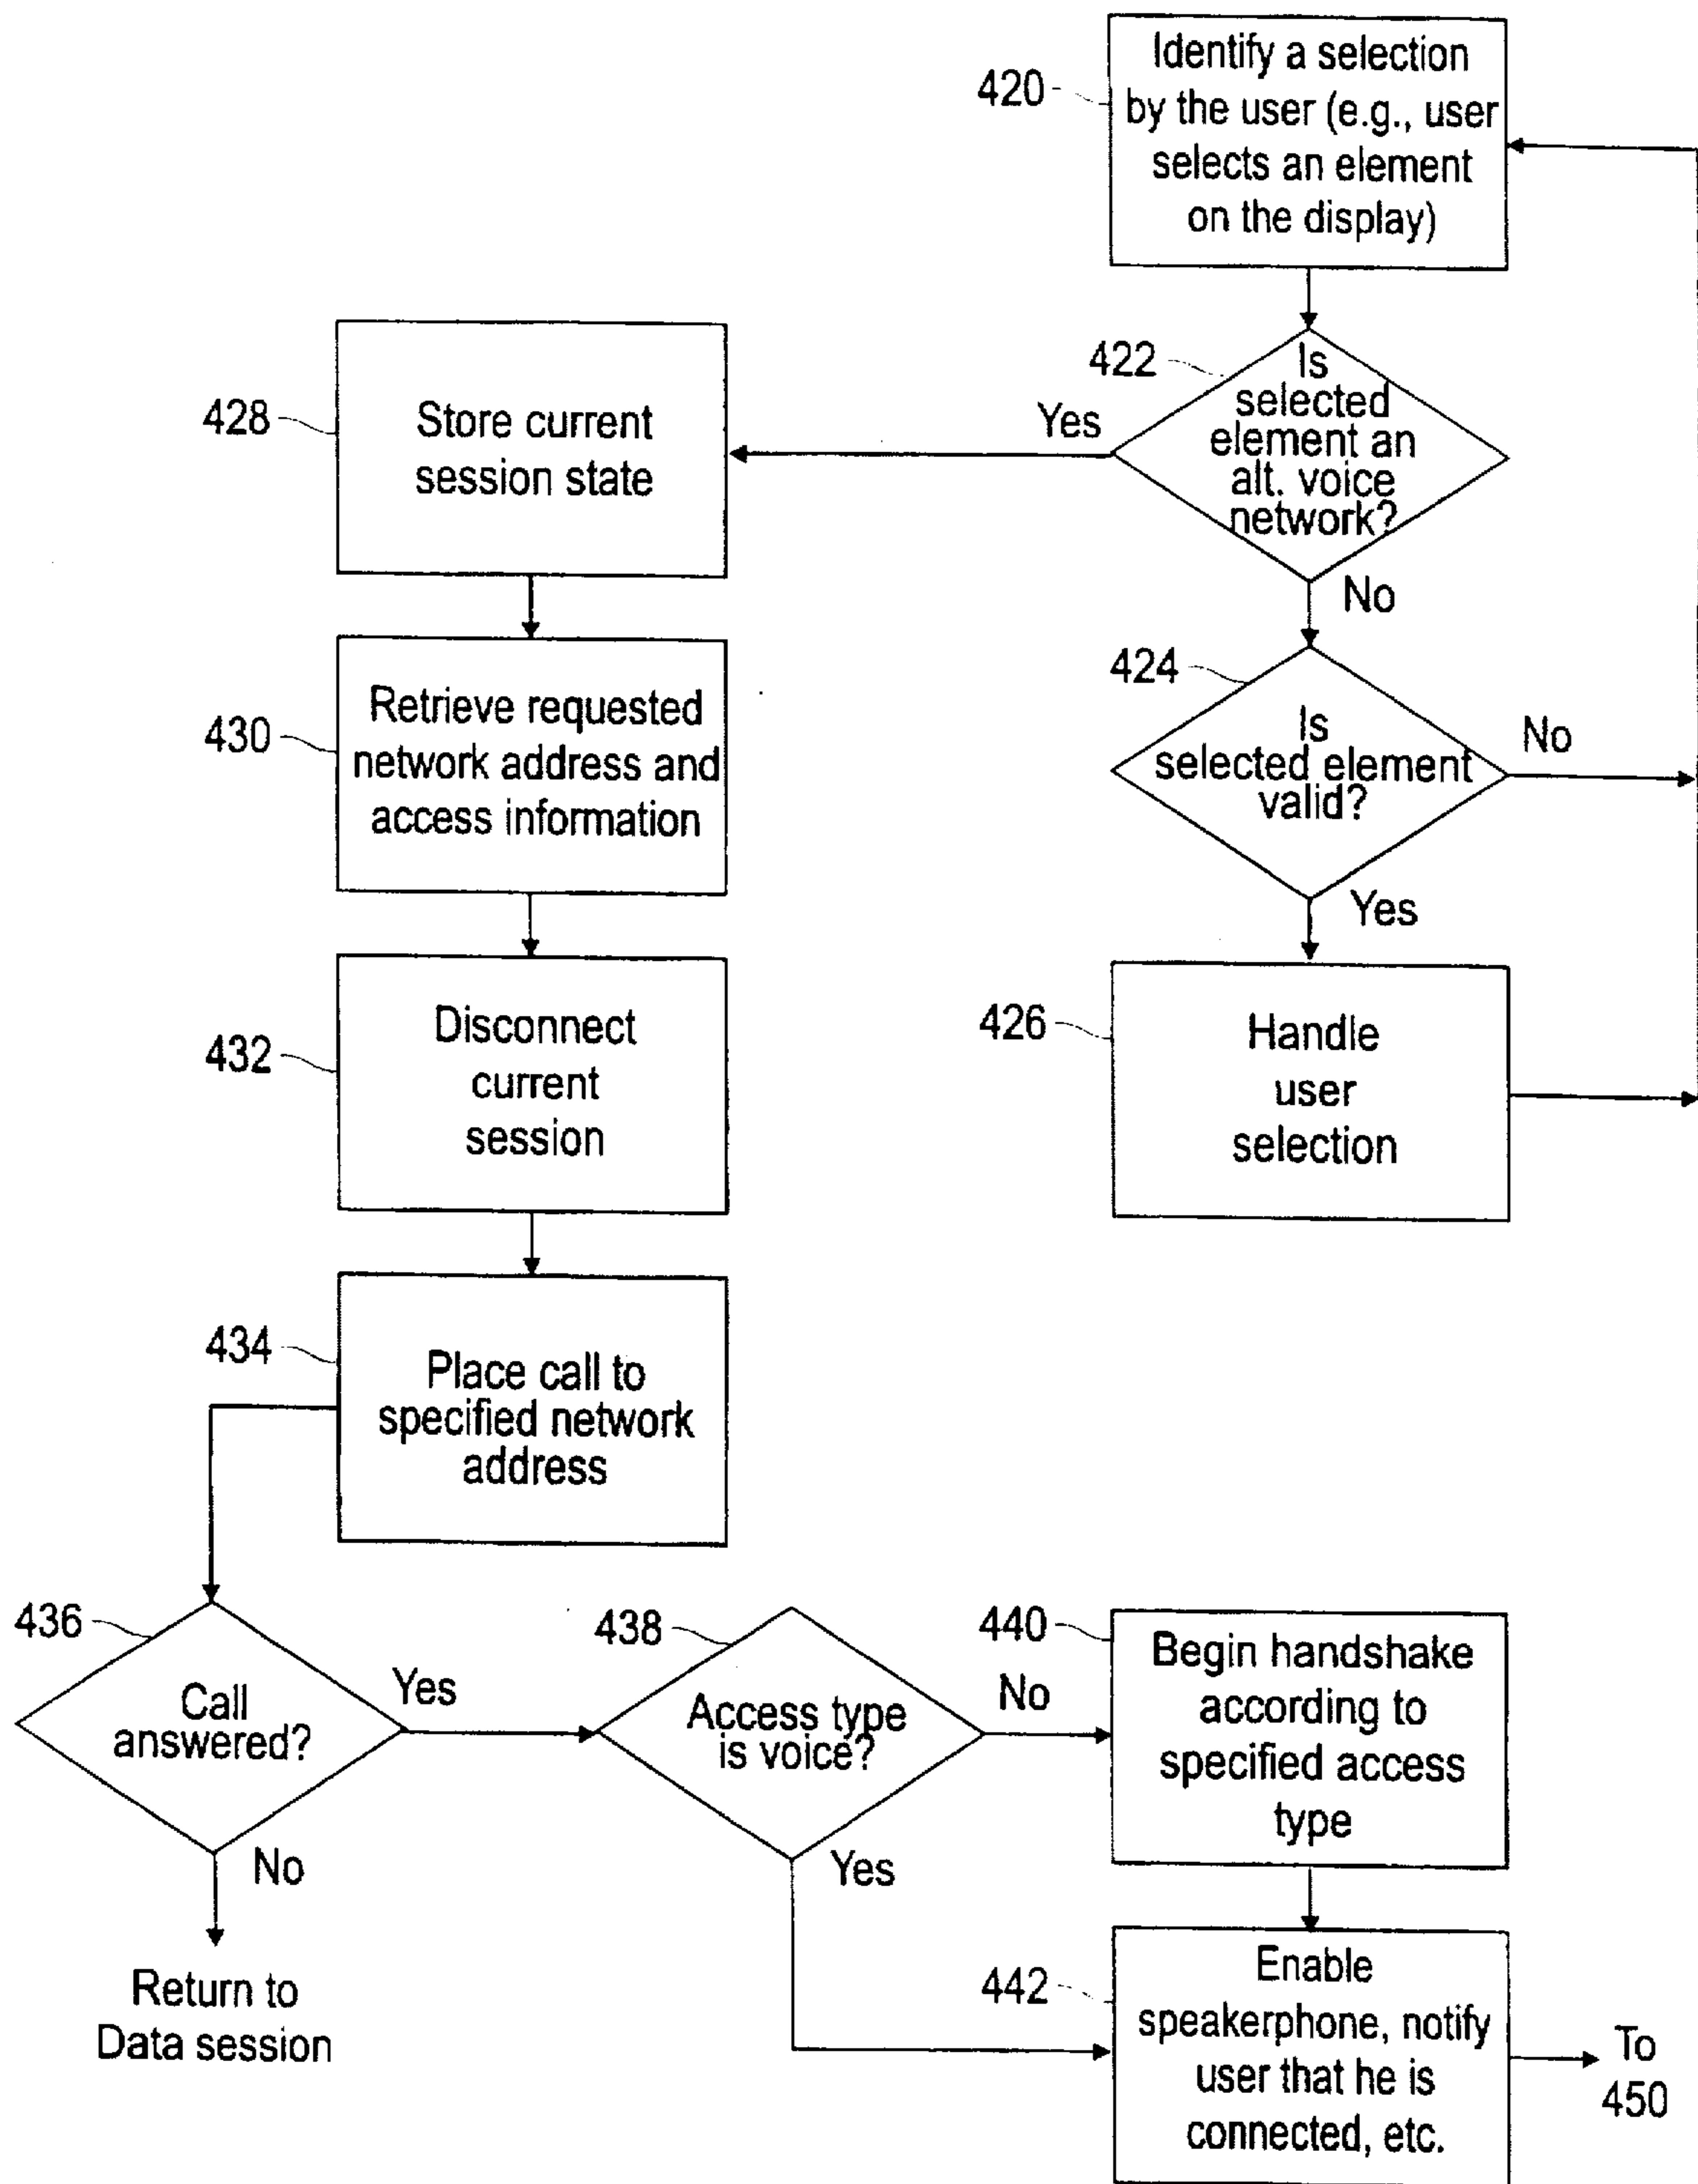 420
Identify a selection
by the user (e.g., user
selects an element
on the display)
422
Is
selected
element an
alt. voice
network?
Yes
No
428
Store current
session state
424
Is
selected element
valid?
No
Yes
430
Retrieve requested
network address and
access information
426
Handle
user
selection
432
Disconnect
current
session
434
Place call to
specified network
address
436
Call
answered?
Yes
No
Return to
Data session
438
Access type
is voice?
No
Yes
440
Begin handshake
according to
specified access
type
442
Enable
speakerphone, notify
user that he is
connected, etc.
To
450